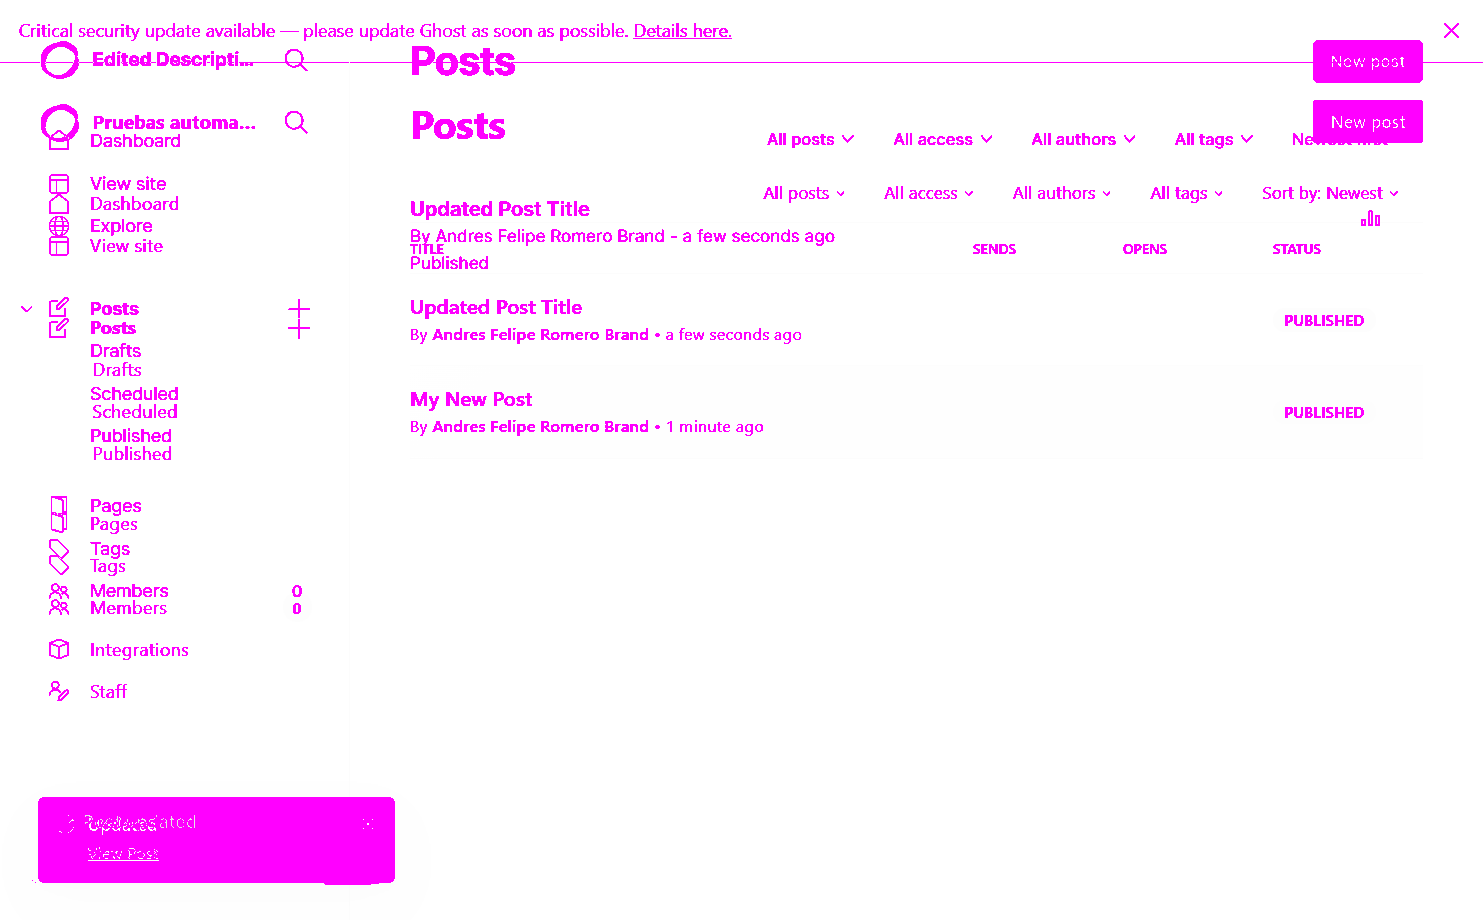 Critical security update available — please update Ghost as soon as possible. Details here.
Edited Descripti...
Posts
New post
Pruebas automa...
Posts
New post
Dashboard
All posts
All access
All authors
All tags
View site
Dashboard
All posts
All access
All authors
All tags
Sort by: Newest
Explore
View site
Updated Post Title
By Andres Felipe Romero Brand - a few seconds ago
TITLE
SENDS
OPENS
STATUS
Published
Posts
Posts
Updated Post Title
By Andres Felipe Romero Brand • a few seconds ago
PUBLISHED
Drafts
Drafts
Scheduled
Scheduled
My New Post
By Andres Felipe Romero Brand • 1 minute ago
PUBLISHED
Published
Published
Pages
Pages
Tags
Tags
Members 0
Members 0
Integrations
Staff
Updated
View Post